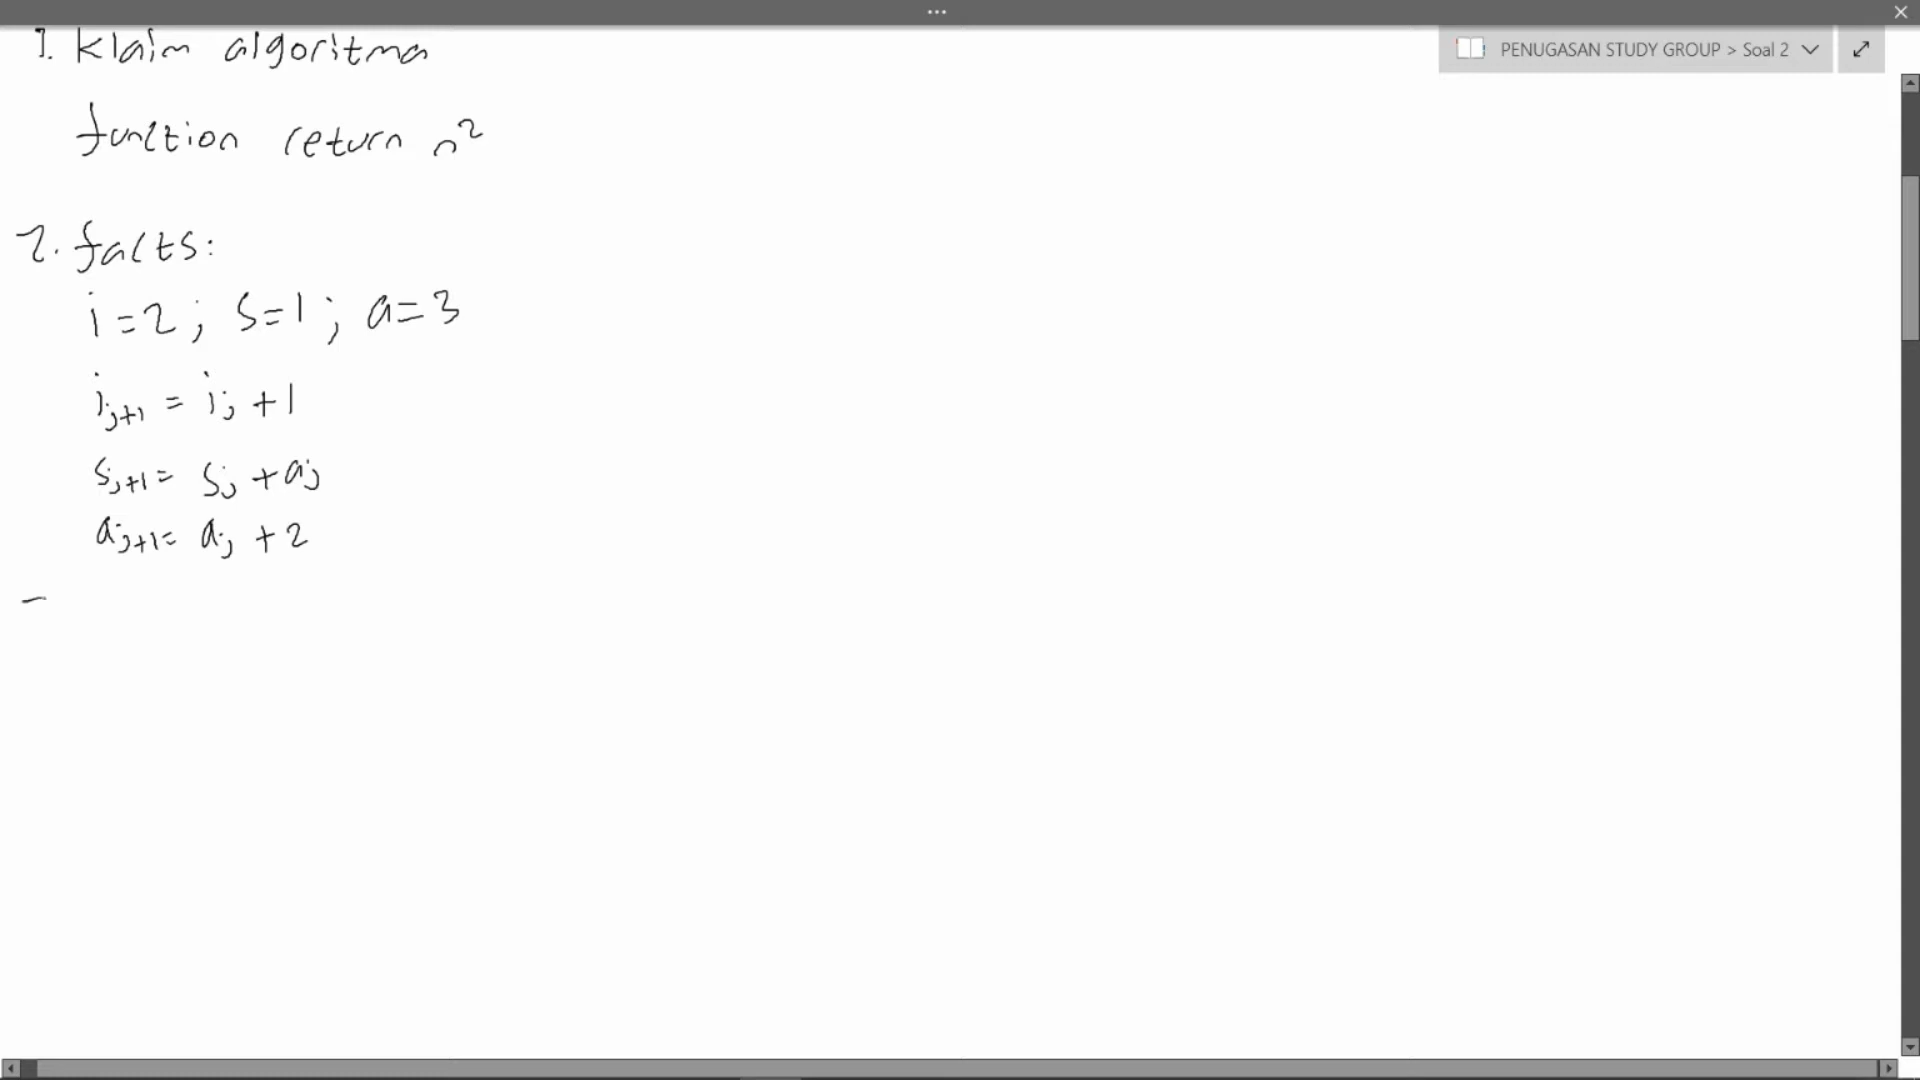 PENUGASAN STUDY GROUP > Soal 2
1. klaim algoritma
function return n²
2. facts:
i=2; s=1; a=3
i_{j+1} = i_j + 1
s_{j+1} = s_j + a_j
a_{j+1} = a_j + 2